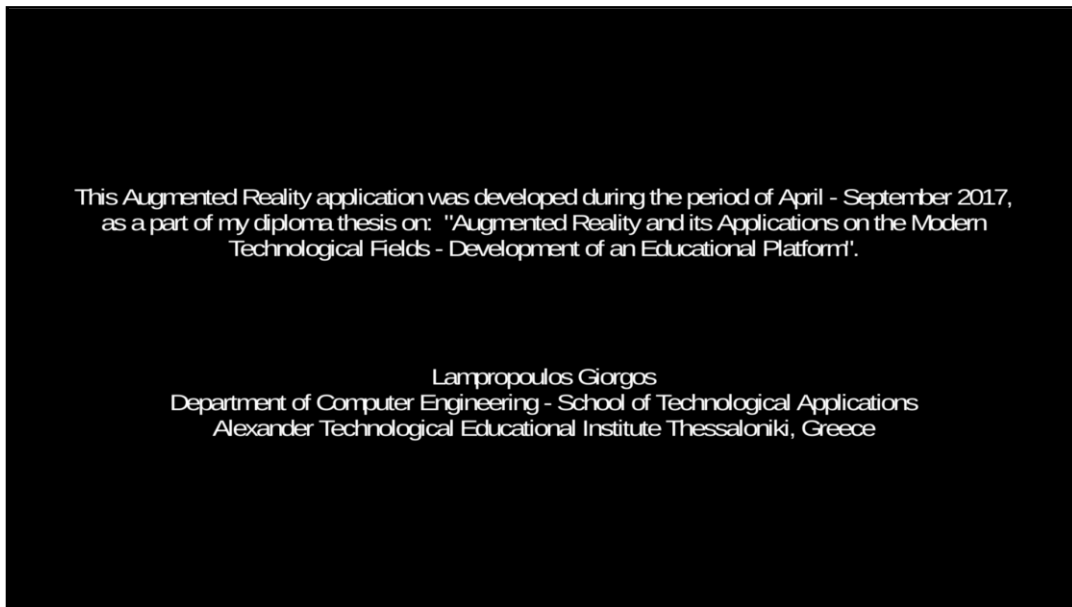 This Augmented Reality application was developed during the period of April - September 2017,
as a part of my diploma thesis on:  "Augmented Reality and its Applications on the Modern
Technological Fields - Development of an Educational Platform".
Lampropoulos Giorgos
Department of Computer Engineering - School of Technological Applications
Alexander Technological Educational Institute Thessaloniki, Greece